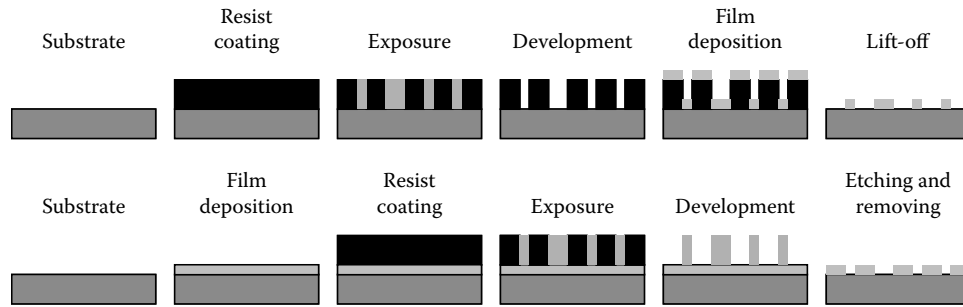 Substrate
Resist
coating
Exposure
Development
Film
deposition
Lift-off
Substrate
Film
deposition
Resist
coating
Exposure
Development
Etching and
removing